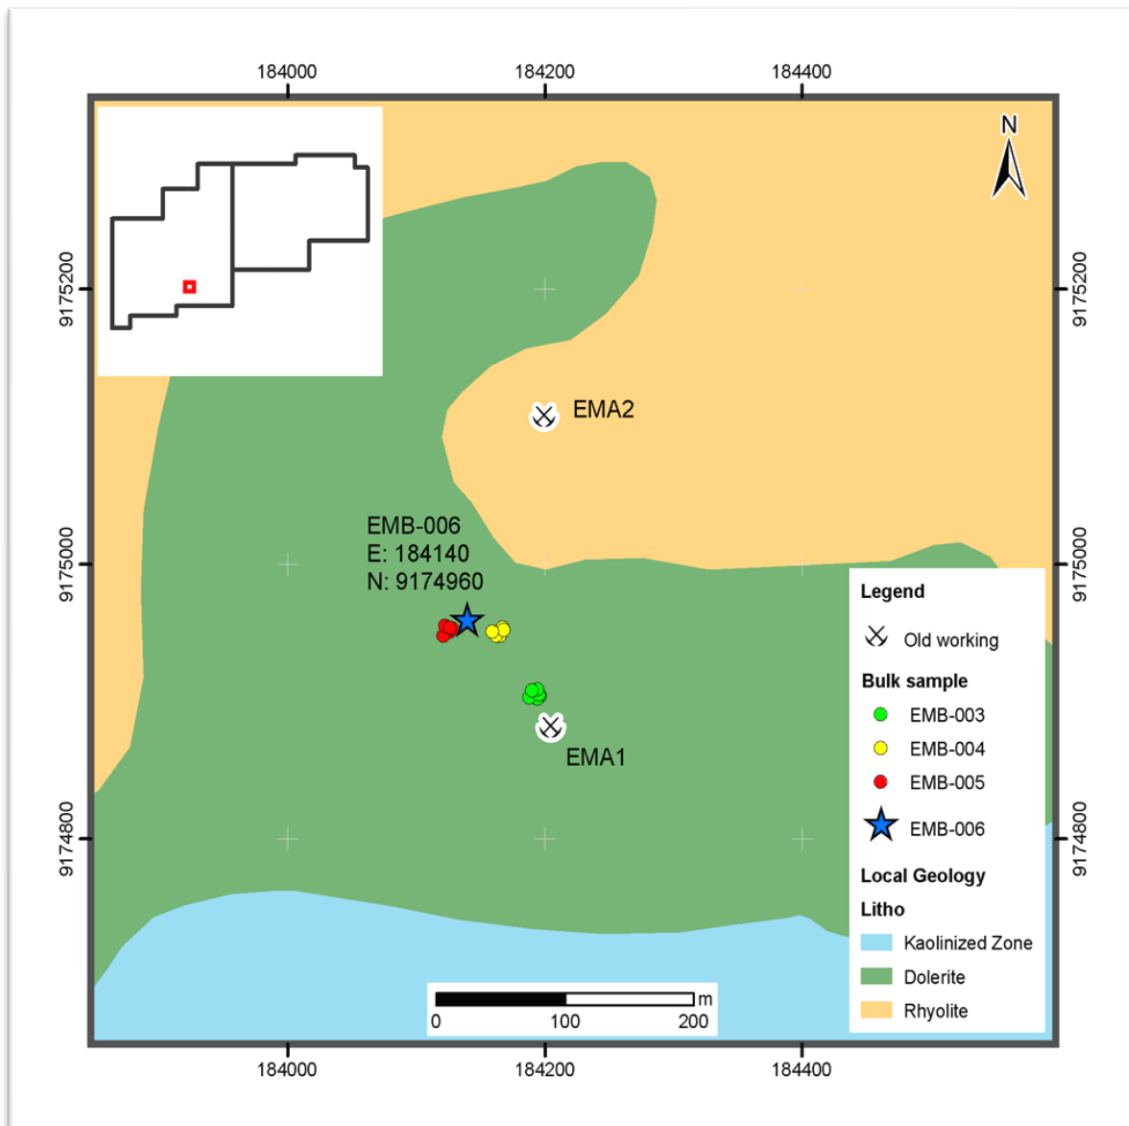 184000
184200
184400
N
9175200
9175200
EMA2
EMB-006
E: 184140
N: 9174960
9175000
9175000
EMA1
Legend
Old working
Bulk sample
EMB-003
EMB-004
EMB-005
EMB-006
9174800
9174800
Local Geology
Litho
Kaolinized Zone
Dolerite
Rhyolite
m
0 100 200
184000
184200
184400